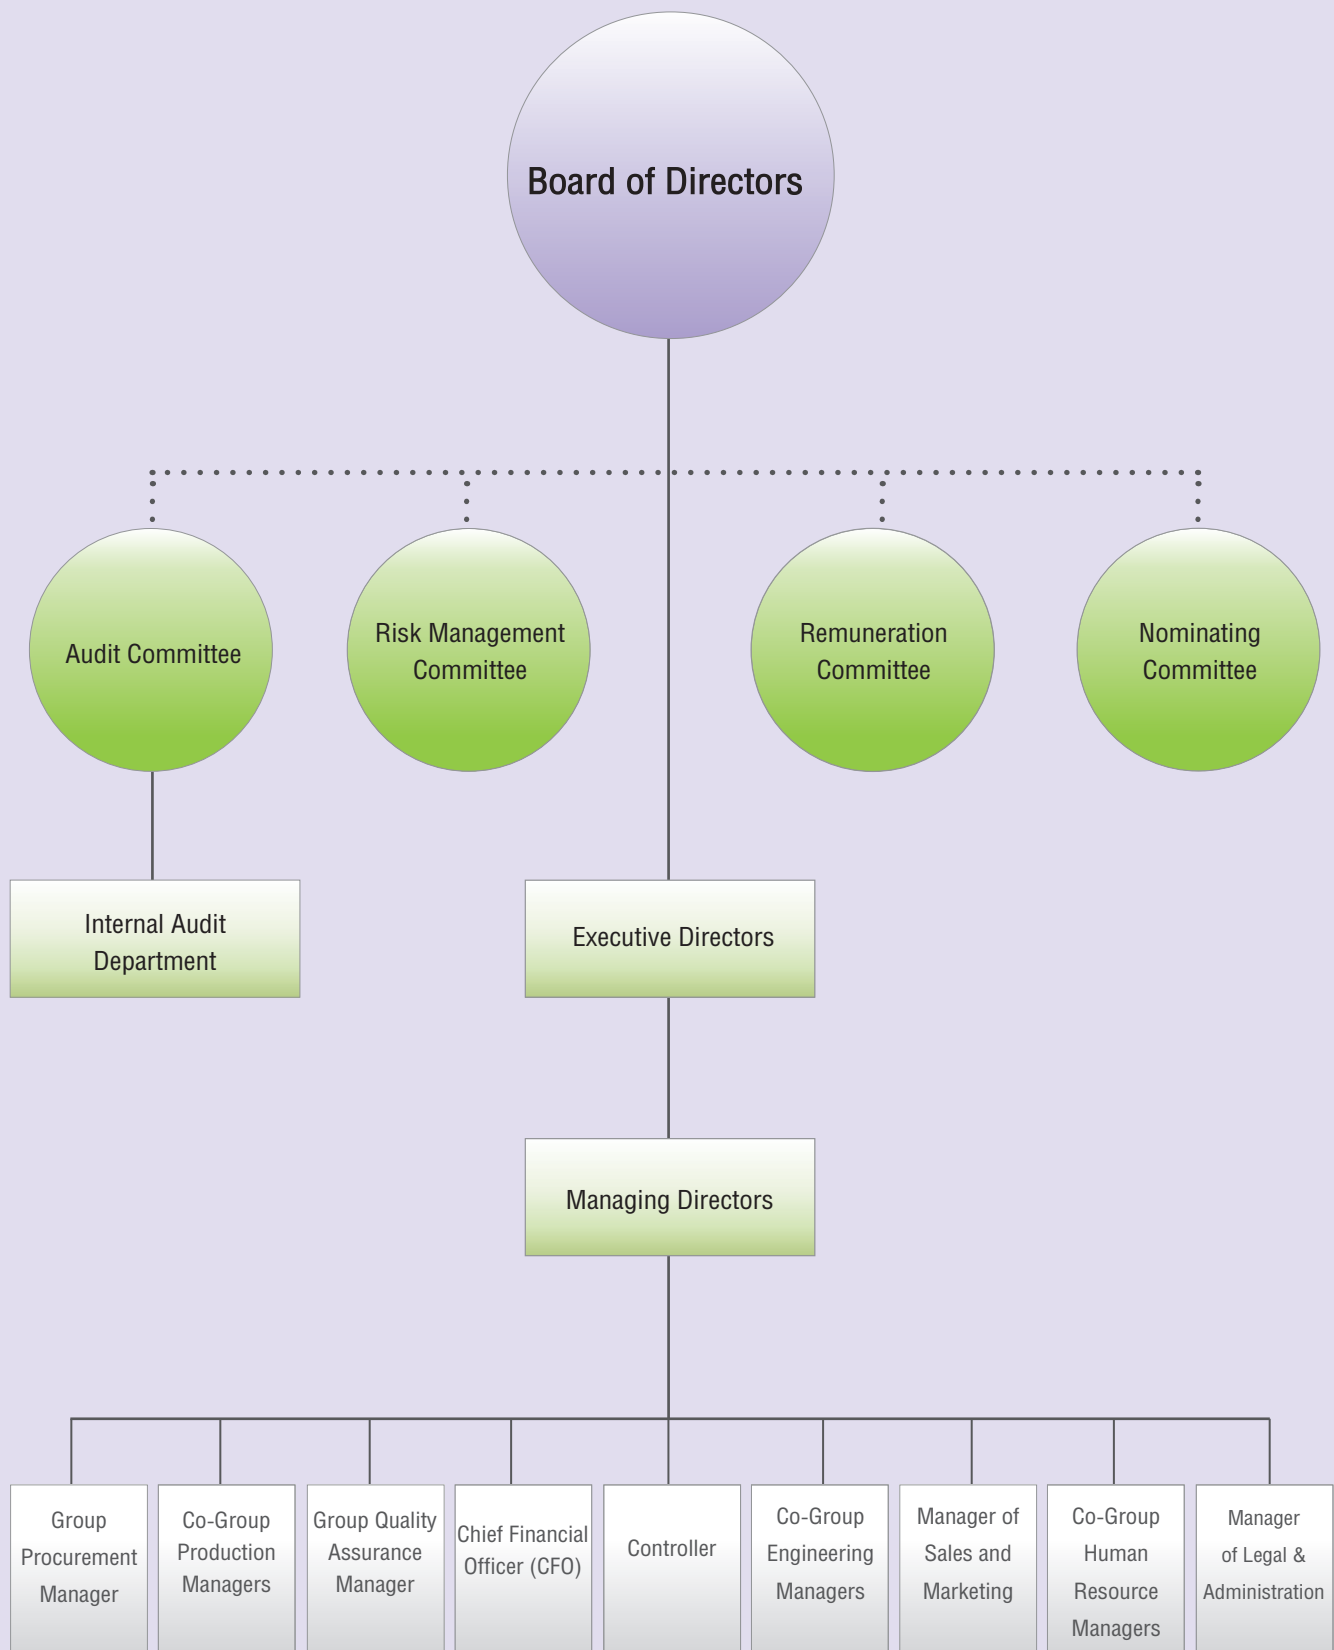 Board of Directors
Audit Committee
Risk Management
Committee
Remuneration
Committee
Nominating
Committee
Internal Audit
Department
Executive Directors
Managing Directors
Group
Procurement
Manager
Co-Group
Production
Managers
Group Quality
Assurance
Manager
Chief Financial
Officer (CFO)
Controller
Co-Group
Engineering
Managers
Manager of
Sales and
Marketing
Co-Group
Human
Resource
Managers
Manager
of Legal &
Administration